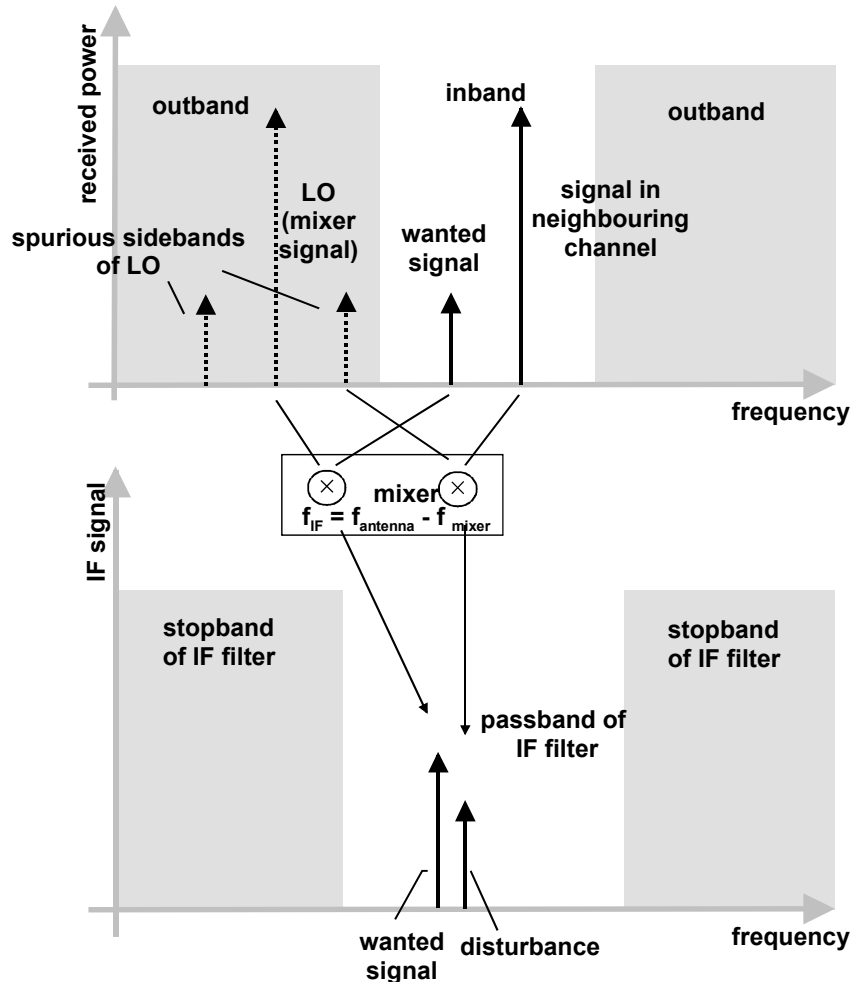 received power
outband
inband
outband
LO
(mixer
signal)
spurious sidebands
of LO
wanted
signal
signal in
neighbouring
channel
frequency
mixer
f_IF = f_antenna - f_mixer
IF signal
stopband
of IF filter
stopband
of IF filter
passband of
IF filter
wanted
signal
disturbance
frequency